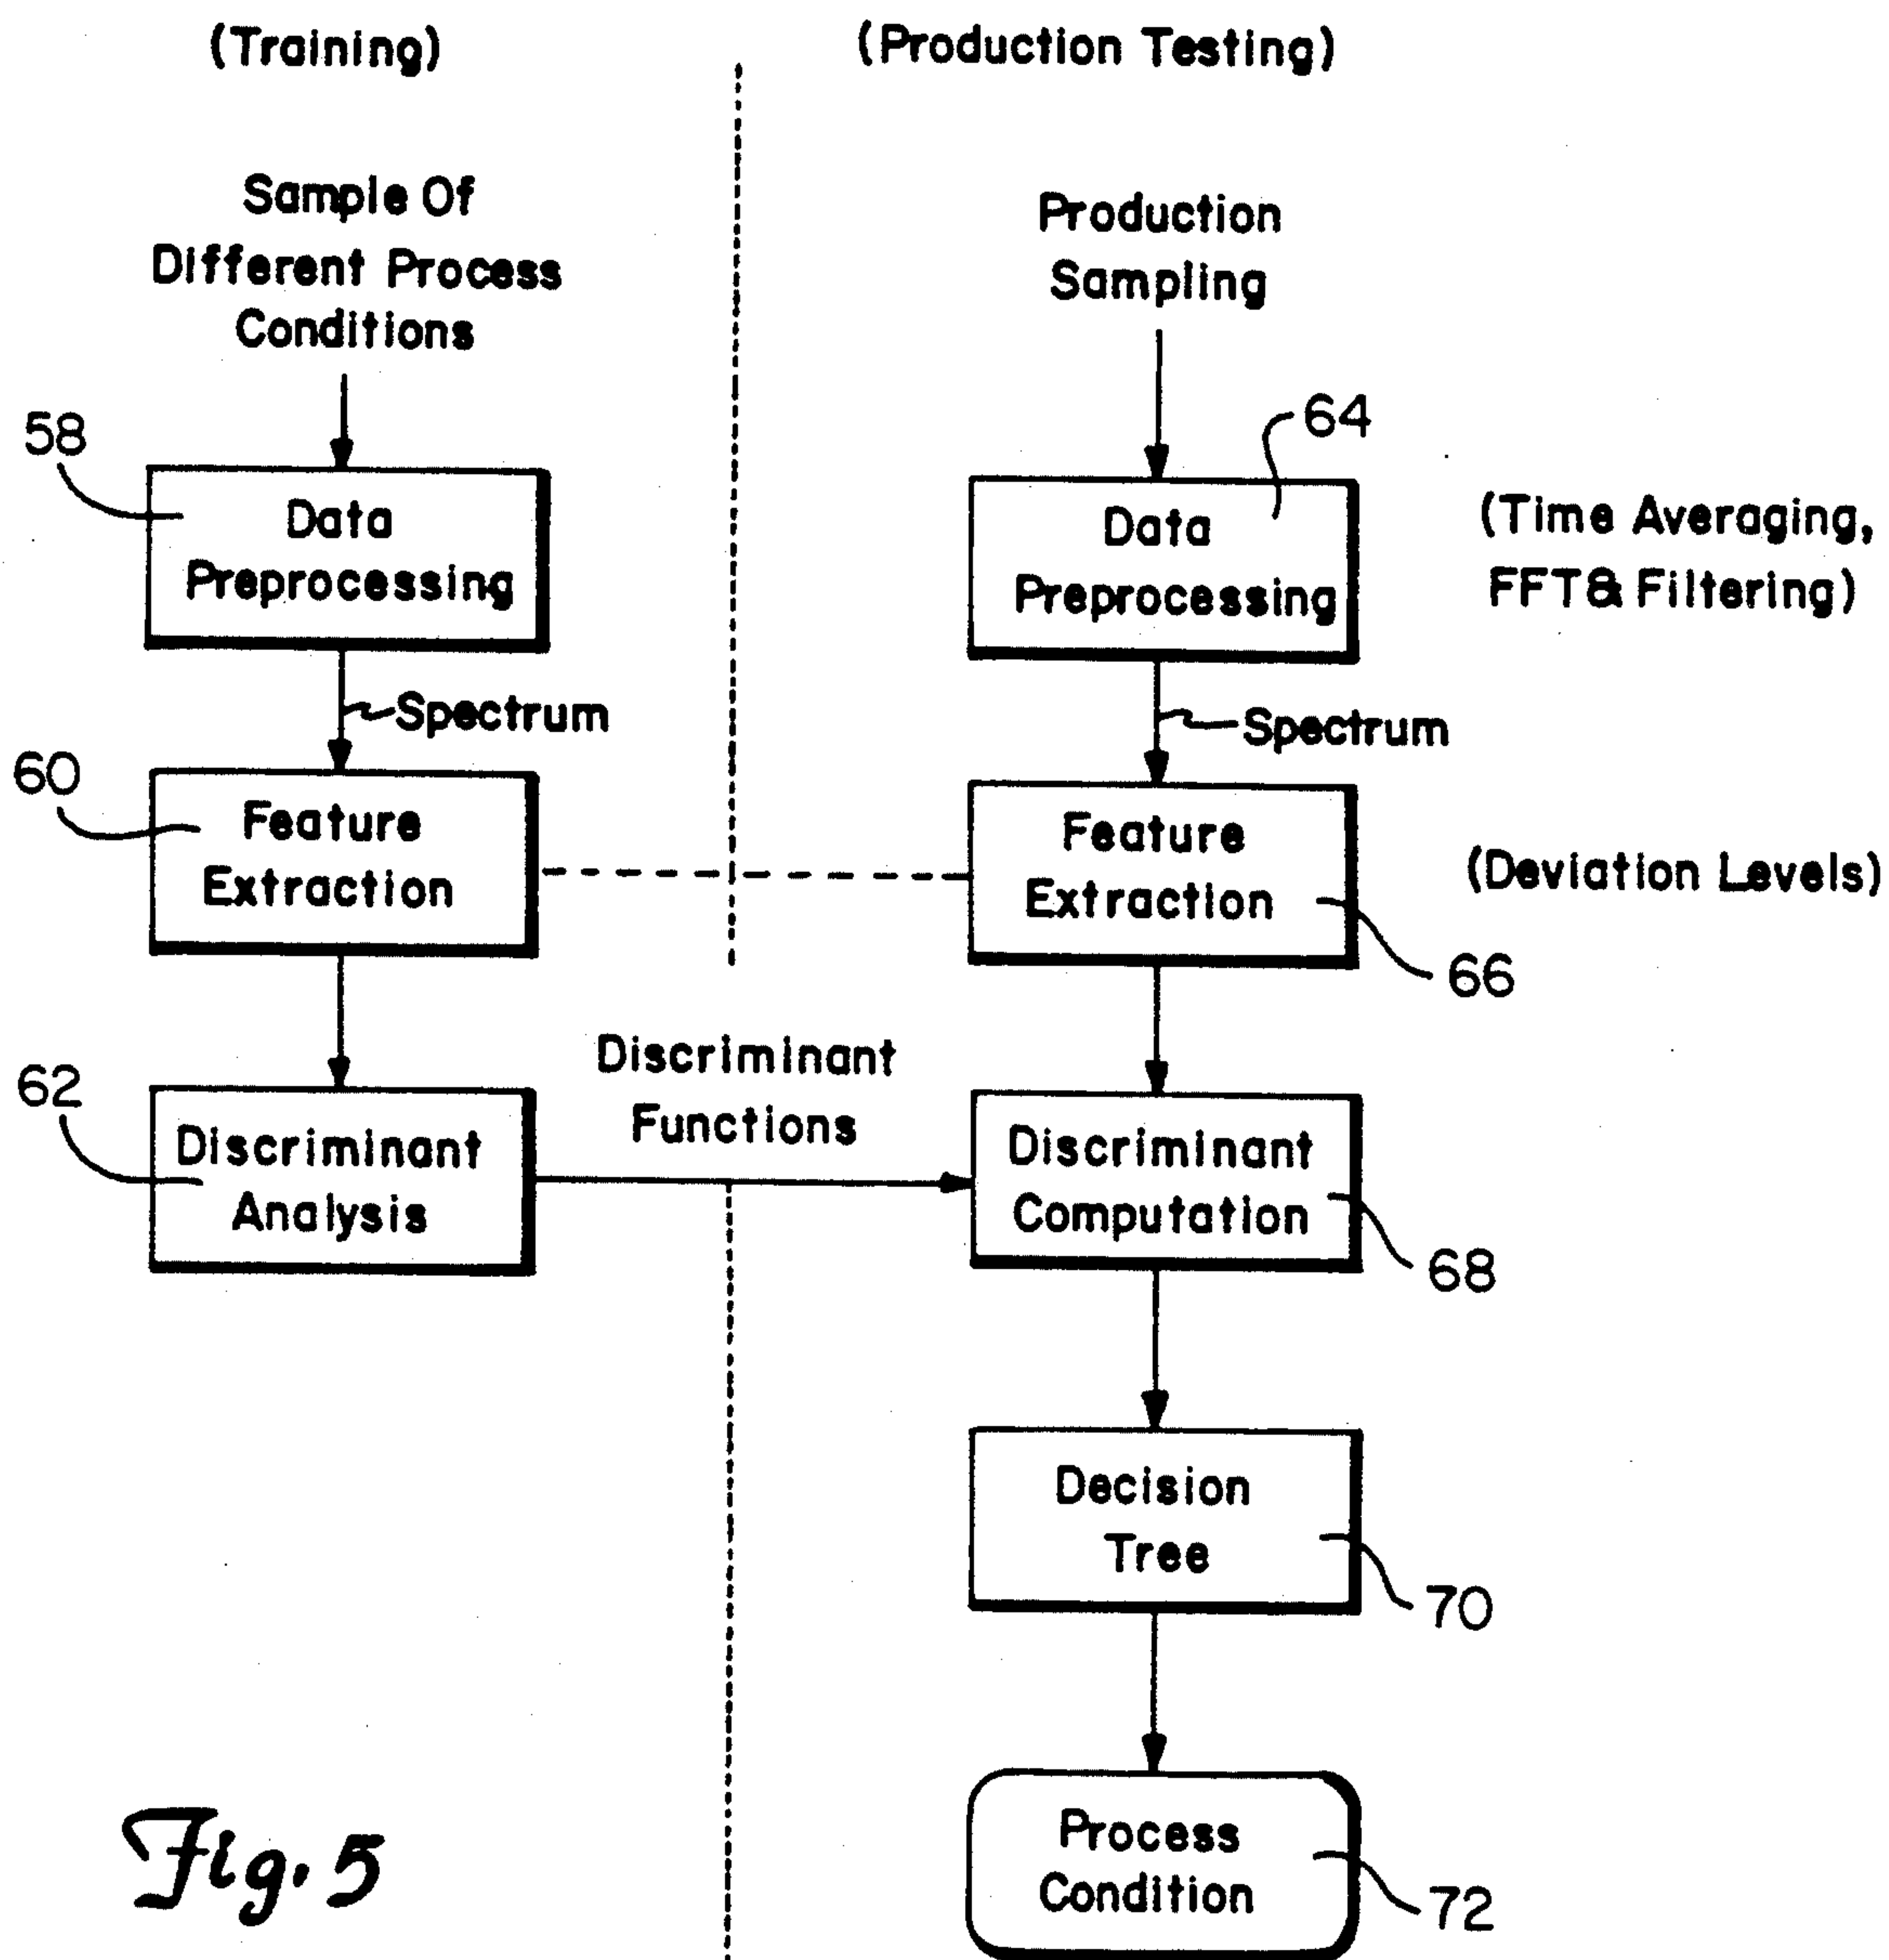 (Training)
(Production Testing)
Sample Of
Different Process
Conditions
Production
Sampling
58
Data
Preprocessing
64
Data
Preprocessing
(Time Averaging,
FFT& Filtering)
Spectrum
Spectrum
60
Feature
Extraction
Feature
Extraction
(Deviation Levels)
66
62
Discriminant
Analysis
Discriminant
Functions
Discriminant
Computation
68
Decision
Tree
70
Process
Condition
72
Fig. 5